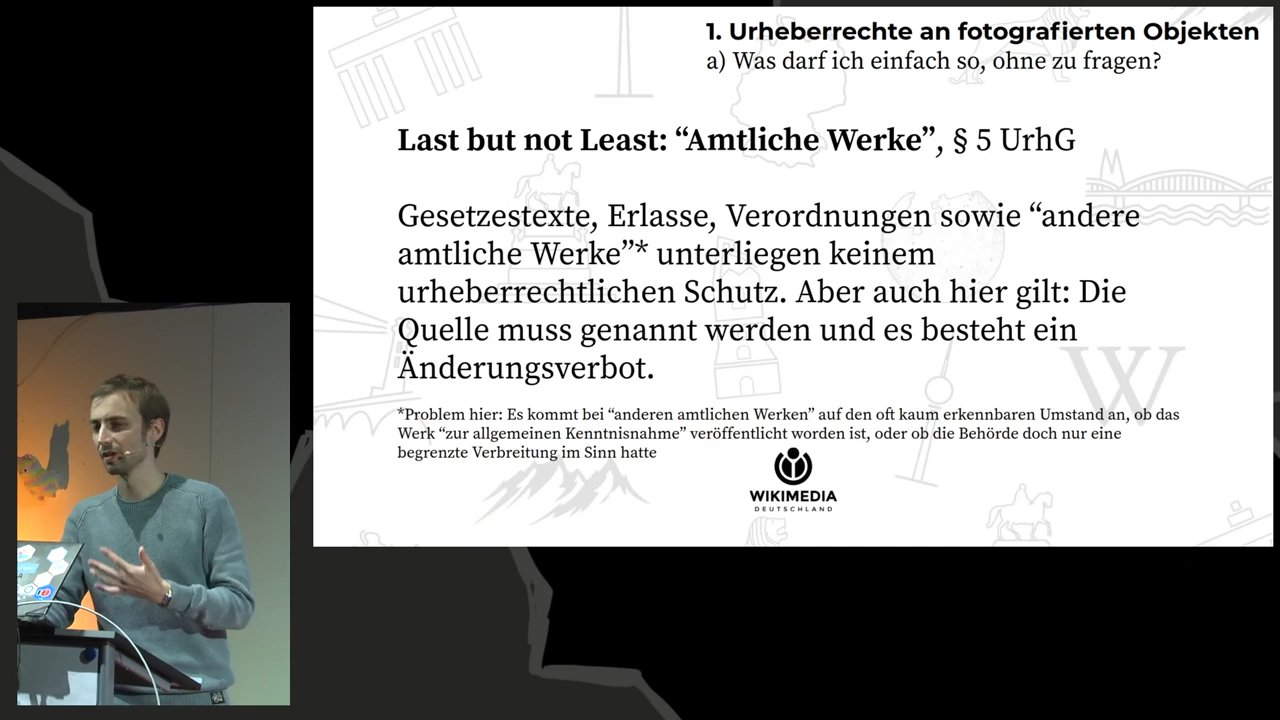 1. Urheberrechte an fotografierten Objekten
a) Was darf ich einfach so, ohne zu fragen?
Last but not Least: “Amtliche Werke”, § 5 UrhG
Gesetzestexte, Erlasse, Verordnungen sowie “andere
amtliche Werke”* unterliegen keinem
urheberrechtlichen Schutz. Aber auch hier gilt: Die
Quelle muss genannt werden und es besteht ein
Änderungsverbot.
*Problem hier: Es kommt bei “anderen amtlichen Werken” auf den oft kaum erkennbaren Umstand an, ob das
Werk “zur allgemeinen Kenntnisnahme” veröffentlicht worden ist, oder ob die Behörde doch nur eine
begrenzte Verbreitung im Sinn hatte
W
WIKIMEDIA
DEUTSCHLAND